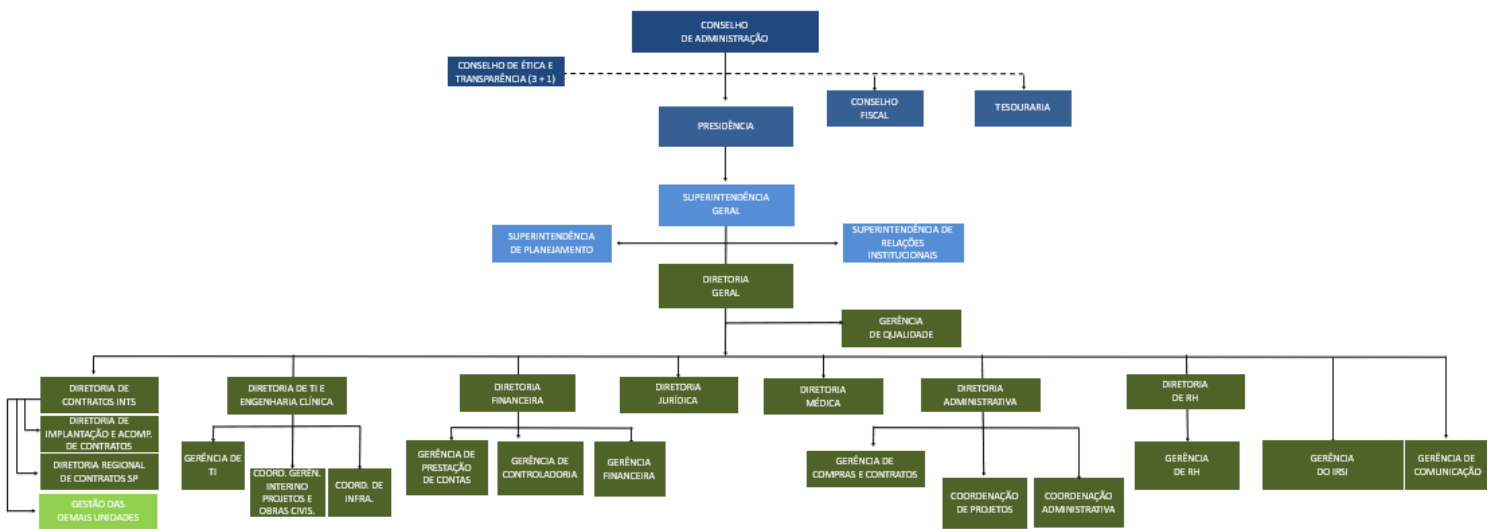 CONSELHO
DE ADMINISTRAÇÃO
CONSELHO DE ÉTICA E
TRANSPARÊNCIA (3 + 1)
CONSELHO
FISCAL
TESOURARIA
PRESIDÊNCIA
SUPERINTENDÊNCIA
GERAL
SUPERINTENDÊNCIA
DE PLANEJAMENTO
SUPERINTENDÊNCIA DE
RELAÇÕES
INSTITUCIONAIS
DIRETORIA
GERAL
GERÊNCIA
DE QUALIDADE
DIRETORIA DE
CONTRATOS INTS
DIRETORIA DE TI E
ENGENHARIA CLÍNICA
DIRETORIA
FINANCEIRA
DIRETORIA
JURÍDICA
DIRETORIA
MÉDICA
DIRETORIA
ADMINISTRATIVA
DIRETORIA
DE RH
DIRETORIA DE
IMPLANTAÇÃO E ACOMP.
DE CONTRATOS
DIRETORIA REGIONAL
DE CONTRATOS SP
GESTÃO DAS
DEMAIS UNIDADES
GERÊNCIA DE
TI
COORD. GERÊN.
INTERINO
PROJETOS E
OBRAS CIVIS.
COORD. DE
INFRA.
GERÊNCIA DE
PRESTAÇÃO
DE CONTAS
GERÊNCIA DE
CONTROLADORIA
GERÊNCIA
FINANCEIRA
GERÊNCIA DE
COMPRAS E CONTRATOS
COORDENAÇÃO
DE PROJETOS
COORDENAÇÃO
ADMINISTRATIVA
GERÊNCIA
DE RH
GERÊNCIA
DO IRSI
GERÊNCIA DE
COMUNICAÇÃO